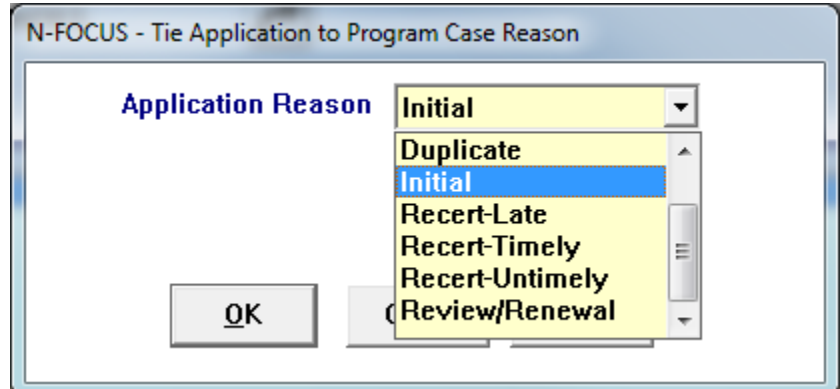 N-FOCUS - Tie Application to Program Case Reason
Application Reason Initial
Duplicate
Initial
Recert-Late
Recert-Timely
Recert-Untimely
Review/Renewal
OK